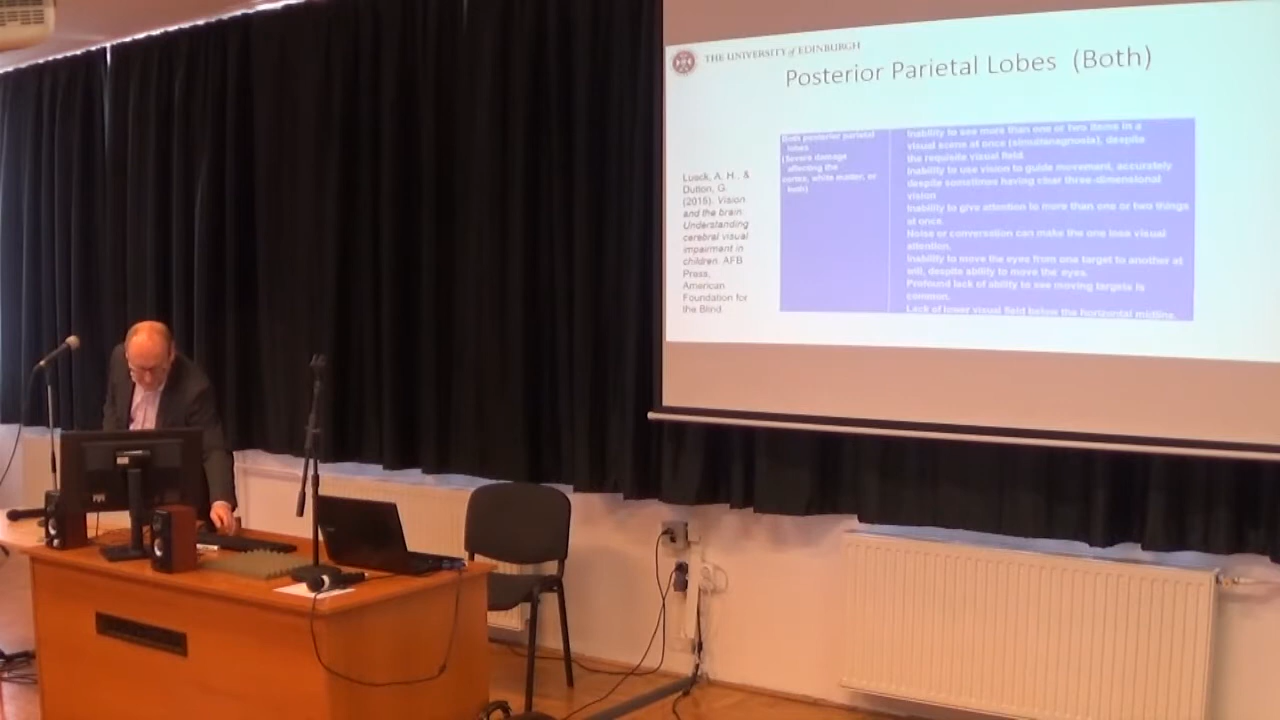 THE UNIVERSITY of EDINBURGH
Posterior Parietal Lobes (Both)
Lueck, A. H., &
Dutton, G.
(2015). Vision
and the brain:
Understanding
cerebral visual
impairment in
children. AFB
Press,
American
Foundation for
the Blind.
Both posterior parietal
lobes
(Severe damage
affecting the
cortex, white matter, or
both)
Inability to see more than one or two items in a
visual scene at once (simultanagnosia), despite
the requisite visual field.
Inability to use vision to guide movement, accurately
despite sometimes having clear three-dimensional
vision
Inability to give attention to more than one or two things
at once.
Noise or conversation can make the one lose visual
attention.
Inability to move the eyes from one target to another at
will, despite ability to move the eyes.
Profound lack of ability to see moving targets is
common.
Lack of lower visual field below the horizontal midline.